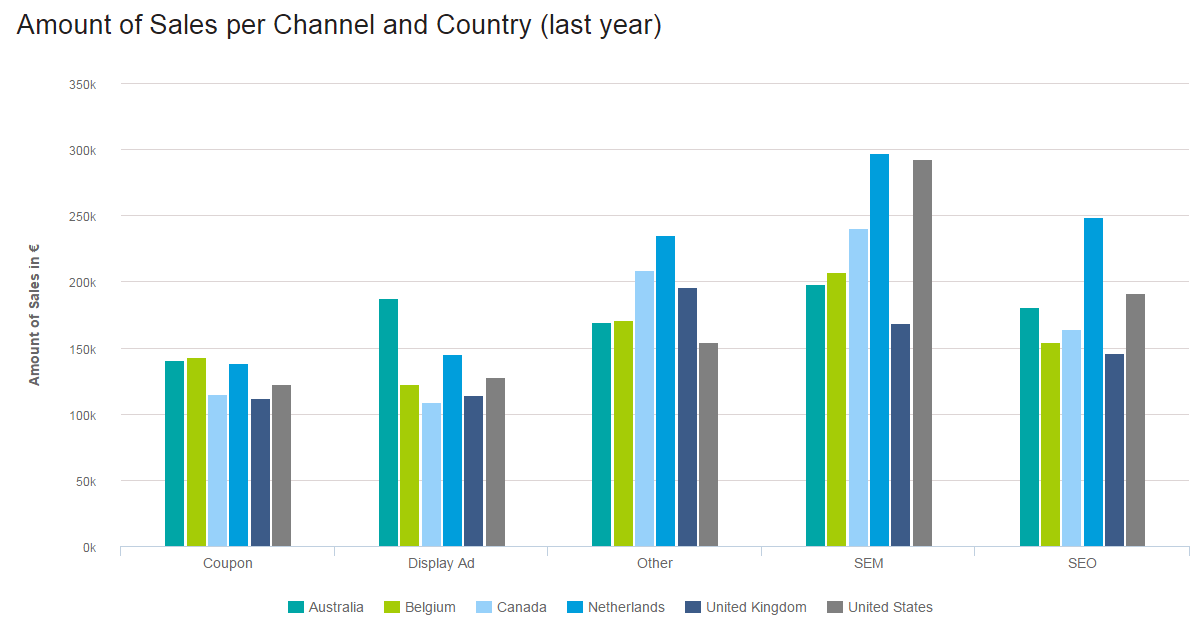 Amount of Sales per Channel and Country (last year)
350k
300k
250k
200k
150k
100k
50k
0k
Amount of Sales in €
Coupon Display Ad Other SEM SEO
Australia Belgium Canada Netherlands United Kingdom United States